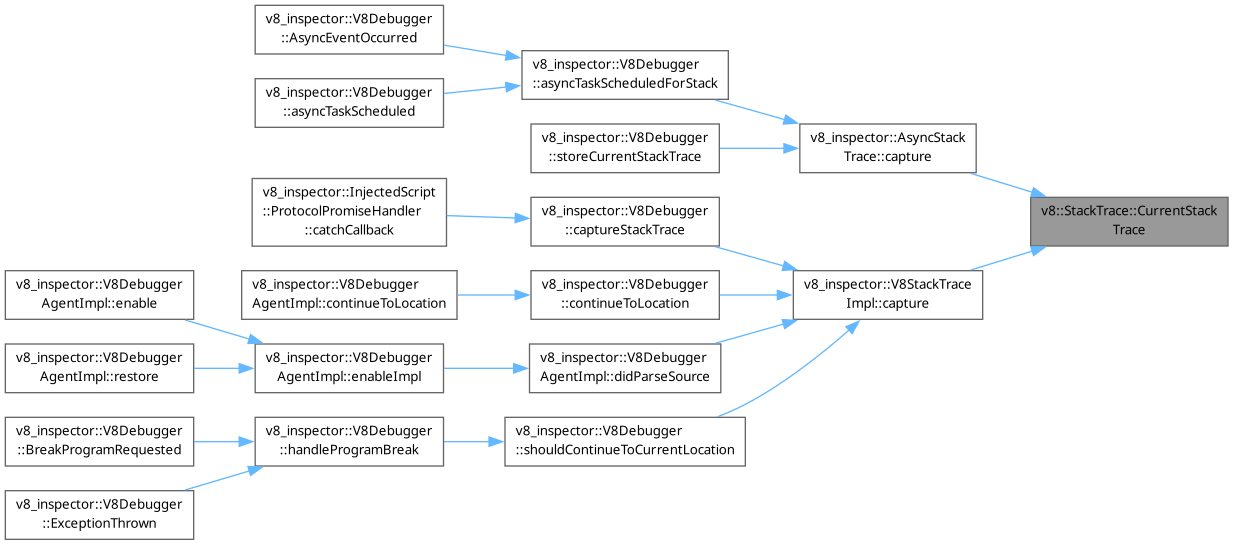 v8_inspector::V8Debugger
::AsyncEventOccurred
v8_inspector::V8Debugger
::asyncTaskScheduledForStack
v8_inspector::V8Debugger
::asyncTaskScheduled
v8_inspector::V8Debugger
::storeCurrentStackTrace
v8_inspector::AsyncStack
Trace::capture
v8_inspector::InjectedScript
::ProtocolPromiseHandler
::catchCallback
v8_inspector::V8Debugger
::captureStackTrace
v8::StackTrace::CurrentStack
Trace
v8_inspector::V8Debugger
AgentImpl::enable
v8_inspector::V8Debugger
AgentImpl::continueToLocation
v8_inspector::V8Debugger
::continueToLocation
v8_inspector::V8StackTrace
Impl::capture
v8_inspector::V8Debugger
AgentImpl::restore
v8_inspector::V8Debugger
AgentImpl::enableImpl
v8_inspector::V8Debugger
AgentImpl::didParseSource
v8_inspector::V8Debugger
::BreakProgramRequested
v8_inspector::V8Debugger
::handleProgramBreak
v8_inspector::V8Debugger
::shouldContinueToCurrentLocation
v8_inspector::V8Debugger
::ExceptionThrown